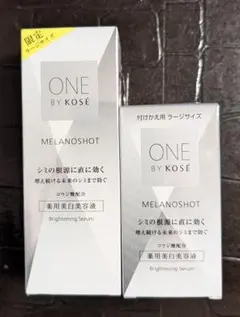 限定
ラージサイズ
ONE
BY KOSÉ
MELANOSHOT
シミの根源に直に効く
増え続ける未来のシミまで防ぐ
コウジ酸配合
薬用美白美容液
Brightening Serum
付けかえ用 ラージサイズ
ONE
BY KOSÉ
MELANOSHOT
シミの根源に直に効く
増え続ける未来のシミまで防ぐ
コウジ酸配合
薬用美白美容液
Brightening Serum